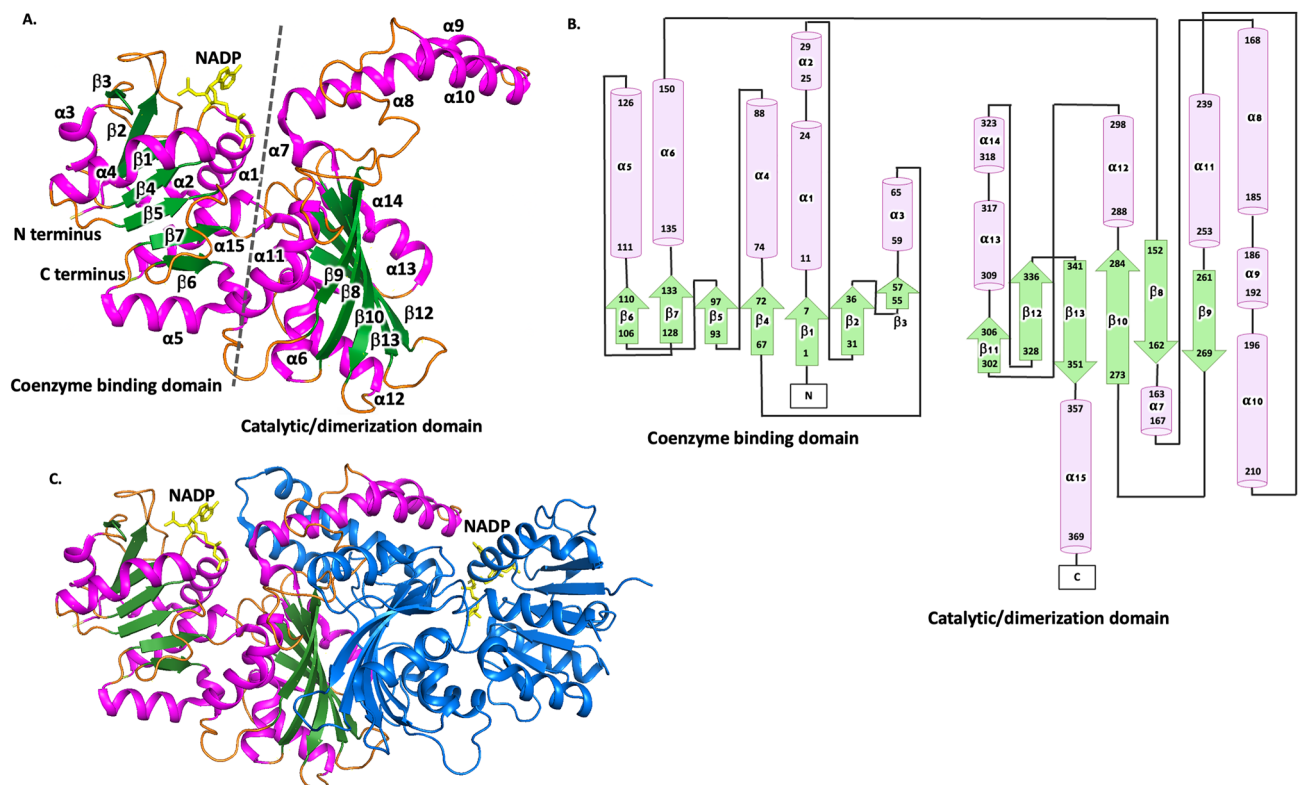 A.
α9
NADP
β3
α8
α10
α3
β2
α7
β1
α4
α2
α1
β4
β5
α14
N terminus
β7
α15
α11
α13
C terminus
β9
β6
β8
β12
β10
α5
β13
α6
Coenzyme binding domain
α12
Catalytic/dimerization domain
B.
126
α5
111
110
β6
106
150
α6
135
133
β7
128
97
β5
93
88
α4
74
72
β4
67
29
α2
25
24
α1
11
7
β1
1
N
36
β2
31
65
α3
59
57
55
β3
Coenzyme binding domain
323
α14
318
317
α13
309
306
β11
302
336
β12
328
341
β13
351
357
α15
369
C
298
α12
288
284
β10
273
152
β8
162
163
α7
167
239
α11
253
261
β9
269
168
α8
185
186
α9
192
196
α10
210
Catalytic/dimerization domain
C.
NADP
NADP